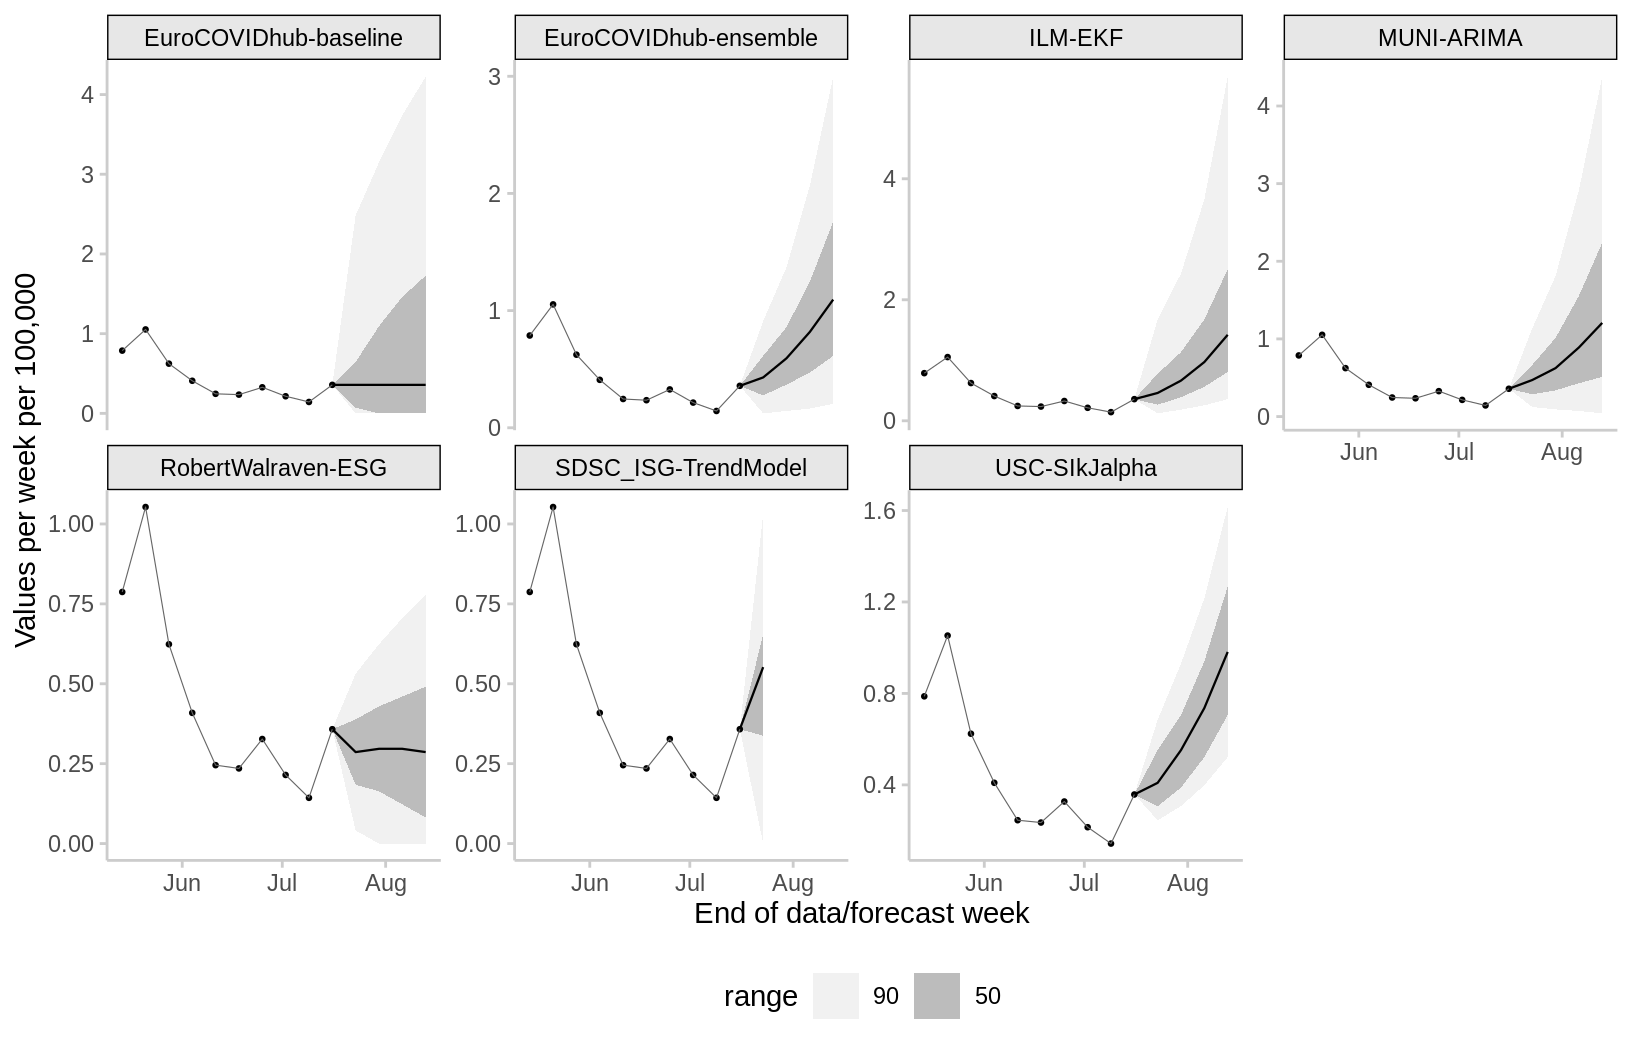 EuroCOVIDhub-baseline
EuroCOVIDhub-ensemble
ILM-EKF
MUNI-ARIMA
4
3
2
1
0
3
2
1
0
4
2
0
4
3
2
1
0
Jun Jul Aug
RobertWalraven-ESG
SDSC_ISG-TrendModel
USC-SIkJalpha
1.00
0.75
0.50
0.25
0.00
1.00
0.75
0.50
0.25
0.00
1.6
1.2
0.8
0.4
Jun Jul Aug
Jun Jul Aug
Jun Jul Aug
Values per week per 100,000
End of data/forecast week
range 90 50